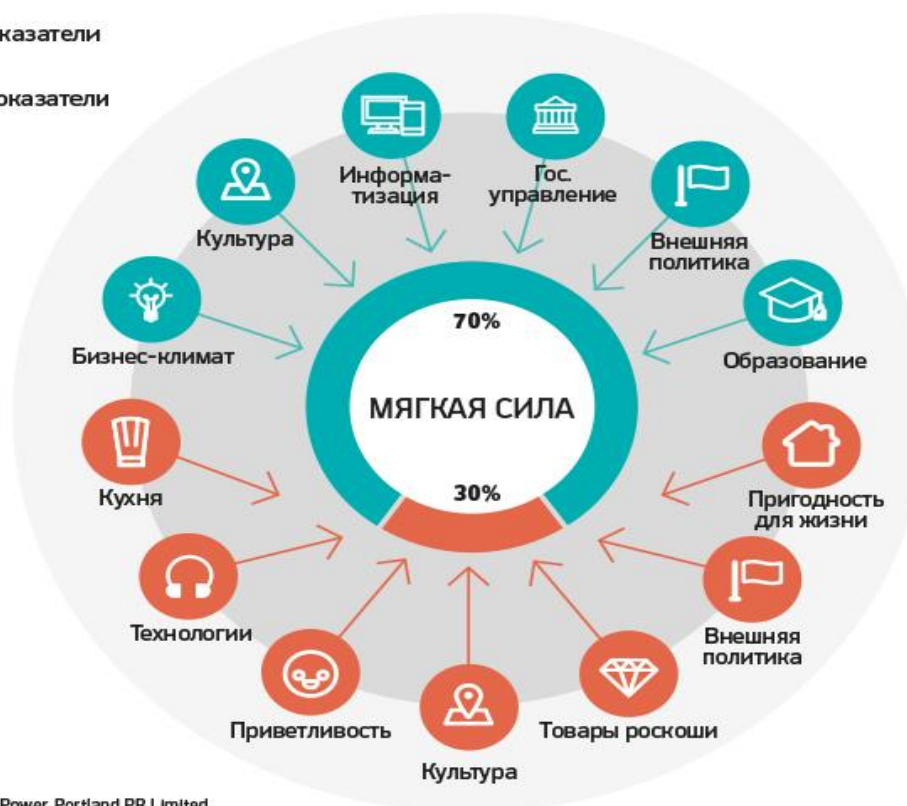 казатели
оказатели
Информа-
тизация
Гос.
управление
Культура
Внешняя
политика
Бизнес-климат
Образование
70%
МЯГКАЯ СИЛА
30%
Кухня
Пригодность
для жизни
Технологии
Внешняя
политика
Приветливость
Товары роскоши
Культура
Power, Portland PR Limited